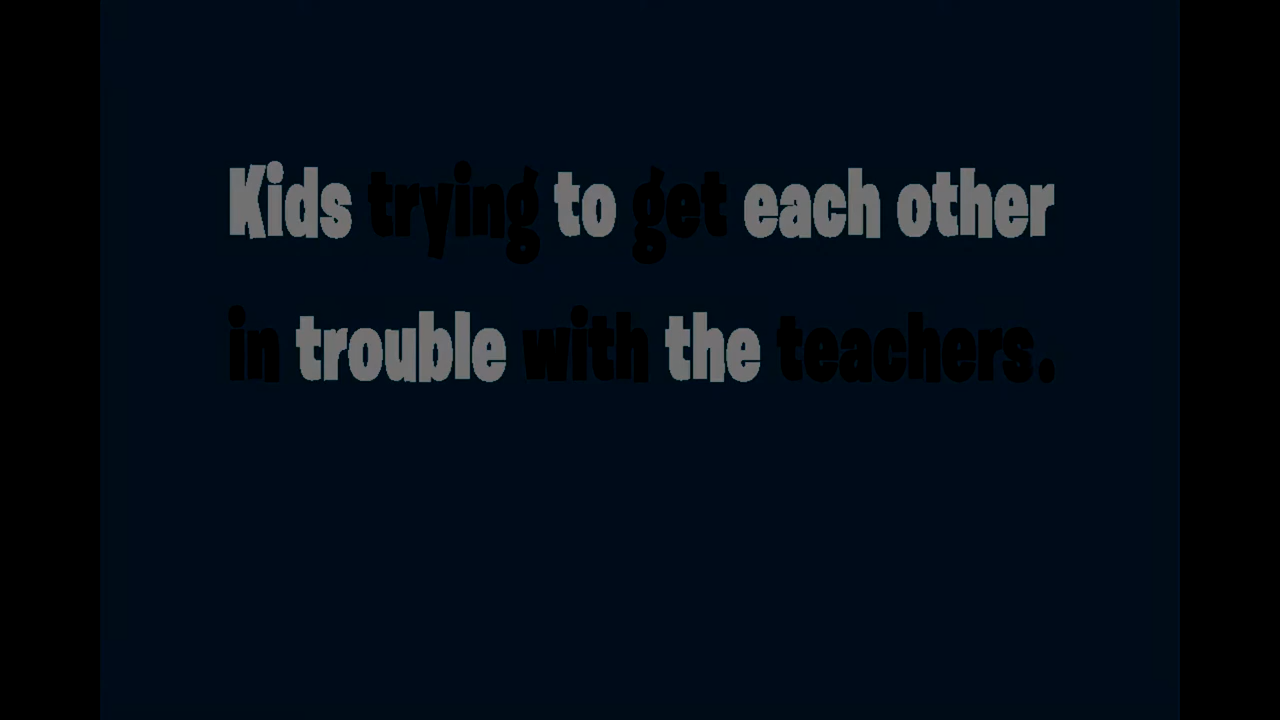 Kids trying to get each other
in trouble with the teachers.